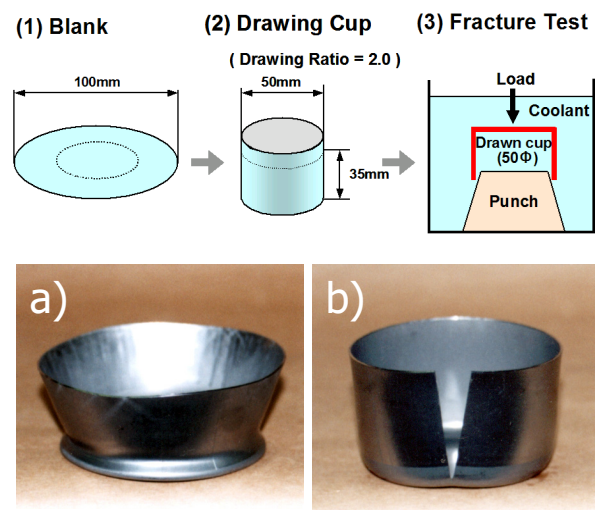 (1) Blank
(2) Drawing Cup
(3) Fracture Test
( Drawing Ratio = 2.0 )
100mm
50mm
35mm
Load
Coolant
Drawn cup
(50Φ)
Punch
a)
b)